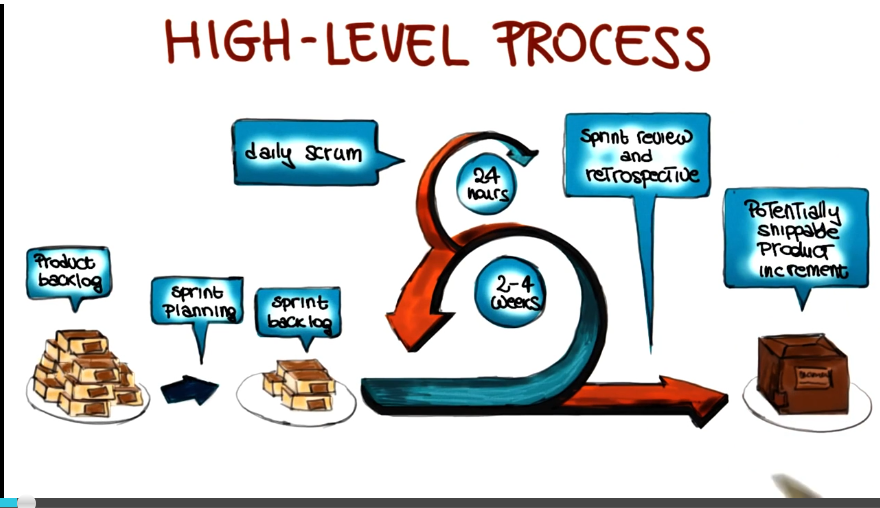 HIGH-LEVEL PROCESS
daily scrum
24
hours
sprint review
and
retrospective
Potentially
shippable
Product
increment
Product
backlog
sprint
Planning
sprint
backlog
2-4
weeks